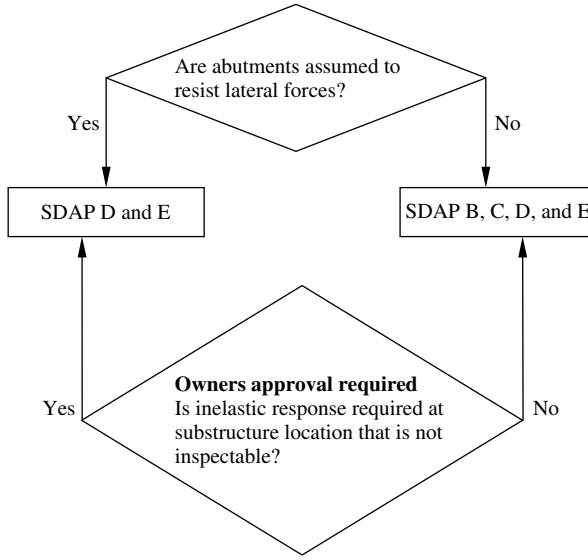 Are abutments assumed to
resist lateral forces?
Yes
No
SDAP D and E
SDAP B, C, D, and E
Owners approval required
Is inelastic response required at
substructure location that is not
inspectable?
Yes
No